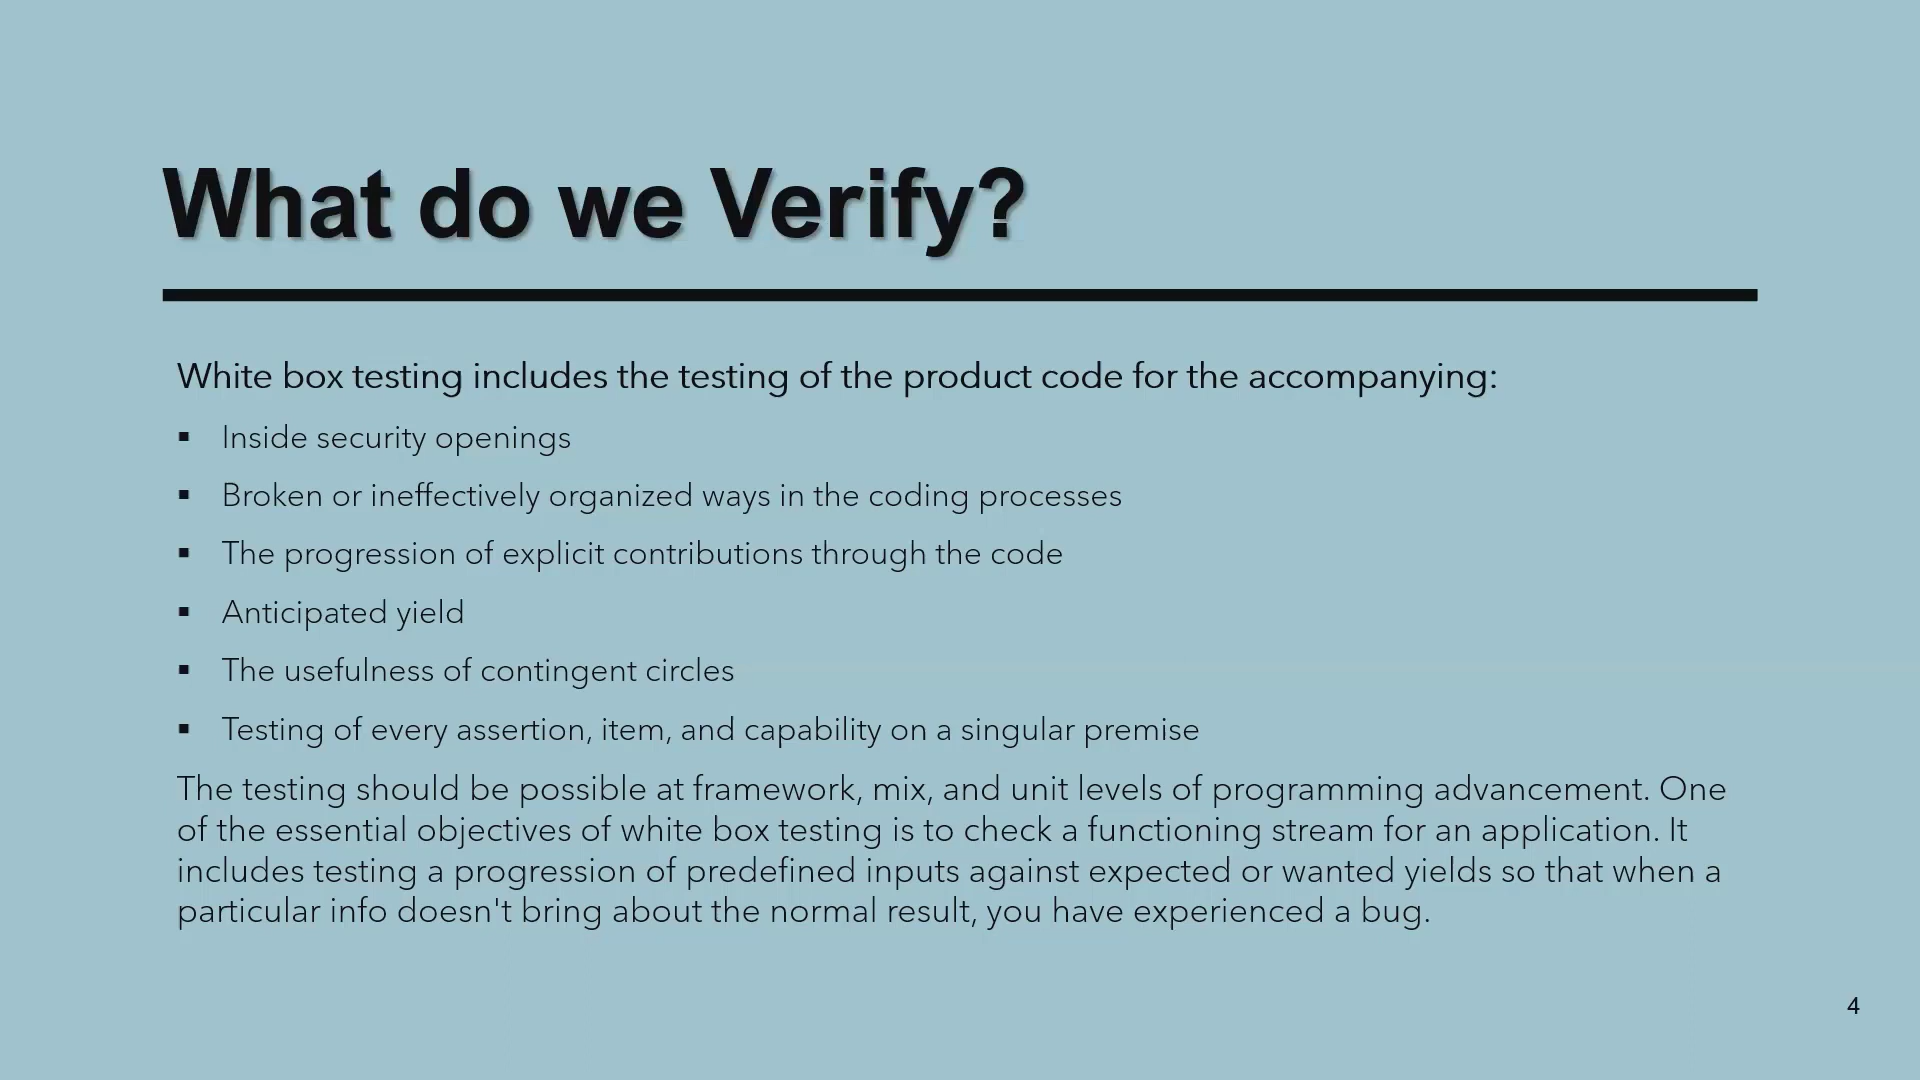 What do we Verify?
White box testing includes the testing of the product code for the accompanying:
▪ Inside security openings
▪ Broken or ineffectively organized ways in the coding processes
▪ The progression of explicit contributions through the code
▪ Anticipated yield
▪ The usefulness of contingent circles
▪ Testing of every assertion, item, and capability on a singular premise
The testing should be possible at framework, mix, and unit levels of programming advancement. One
of the essential objectives of white box testing is to check a functioning stream for an application. It
includes testing a progression of predefined inputs against expected or wanted yields so that when a
particular info doesn't bring about the normal result, you have experienced a bug.
4